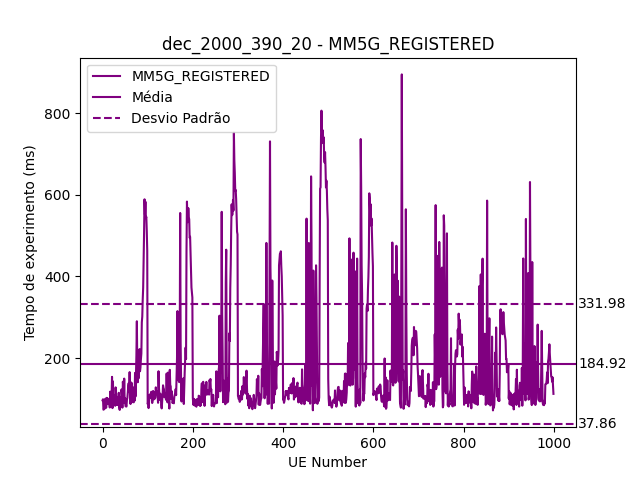 dec_2000_390_20 - MM5G_REGISTERED
MM5G_REGISTERED
Média
Desvio Padrão
Tempo de experimento (ms)
800
600
400
200
331.98
184.92
37.86
0
200
400
600
800
1000
UE Number